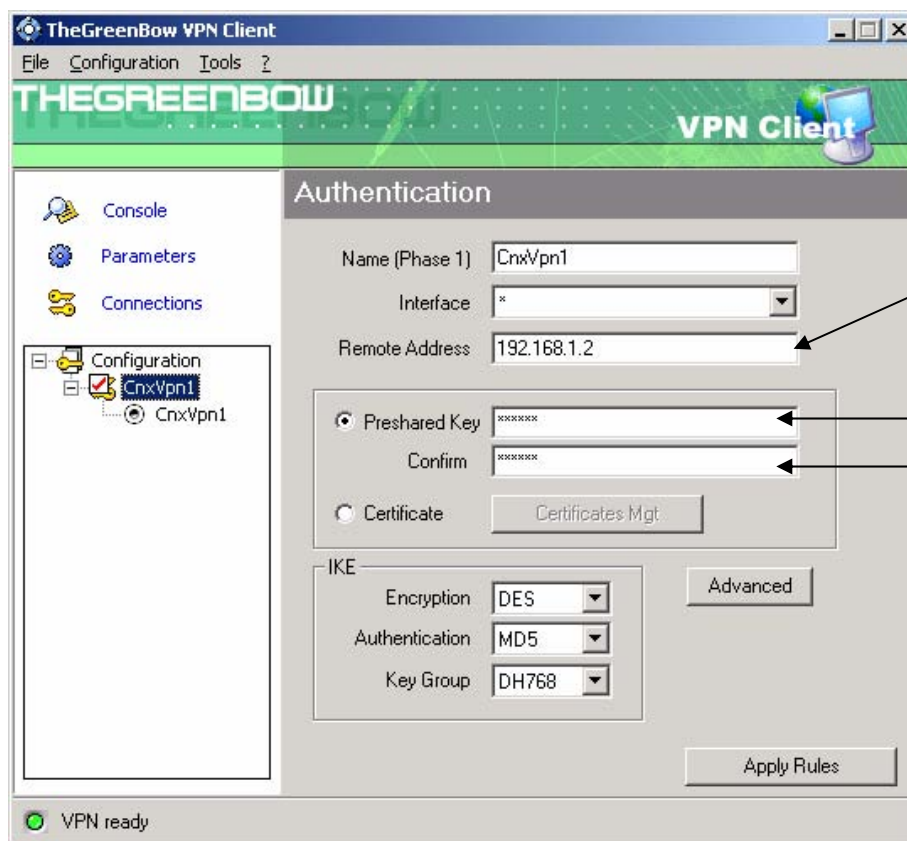 TheGreenBow VPN Client
File Configuration Tools ?
THEGREENBOW
VPN Client
Console
Parameters
Connections
Configuration
CnxVpn1
CnxVpn1
Authentication
Name (Phase 1) CnxVpn1
Interface *
Remote Address 192.168.1.2
Preshared Key ******
Confirm ******
Certificate Certificates Mgt
IKE
Encryption DES
Authentication MD5
Key Group DH768
Advanced
Apply Rules
VPN ready